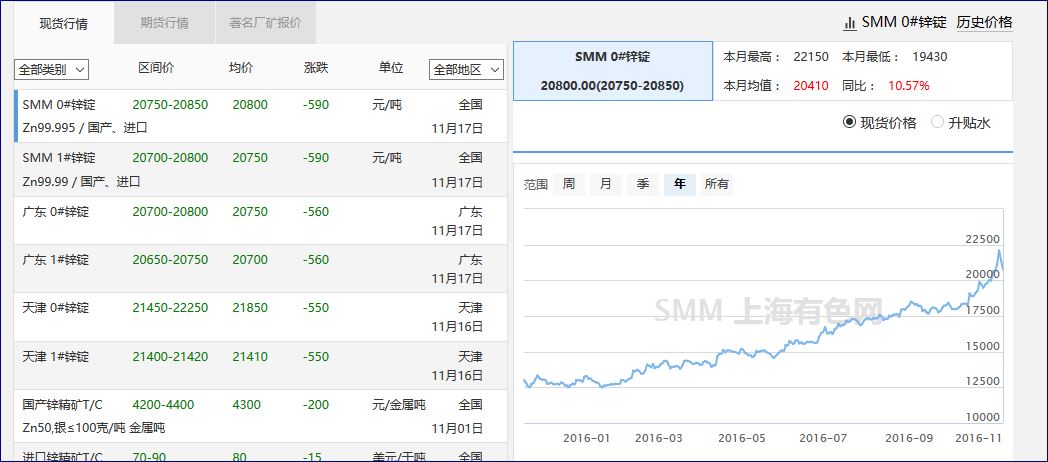 现货行情 期货行情 著名厂矿报价
SMM 0#锌锭 历史价格
全部类别 区间价 均价 涨跌 单位 全部地区
SMM 0#锌锭 20750-20850 20800 -590 元/吨 全国
Zn99.995 / 国产、进口 11月17日
SMM 1#锌锭 20700-20800 20750 -590 元/吨 全国
Zn99.99 / 国产、进口 11月17日
广东 0#锌锭 20700-20800 20750 -560 广东
11月17日
广东 1#锌锭 20650-20750 20700 -560 广东
11月17日
天津 0#锌锭 21450-22250 21850 -550 天津
11月16日
天津 1#锌锭 21400-21420 21410 -550 天津
11月16日
国产锌精矿T/C 4200-4400 4300 -200 元/金属吨 全国
Zn50,银≤100克/吨 金属吨 11月01日
进口锌精矿T/C 70-90 80 -15 美元/干吨 全国
SMM 0#锌锭
20800.00(20750-20850)
本月最高： 22150 本月最低： 19430
本月均值： 20410 同比： 10.57%
现货价格 升贴水
范围 周 月 季 年 所有
22500
20000
17500
15000
12500
10000
SMM 上海有色网
2016-01 2016-03 2016-05 2016-07 2016-09 2016-11